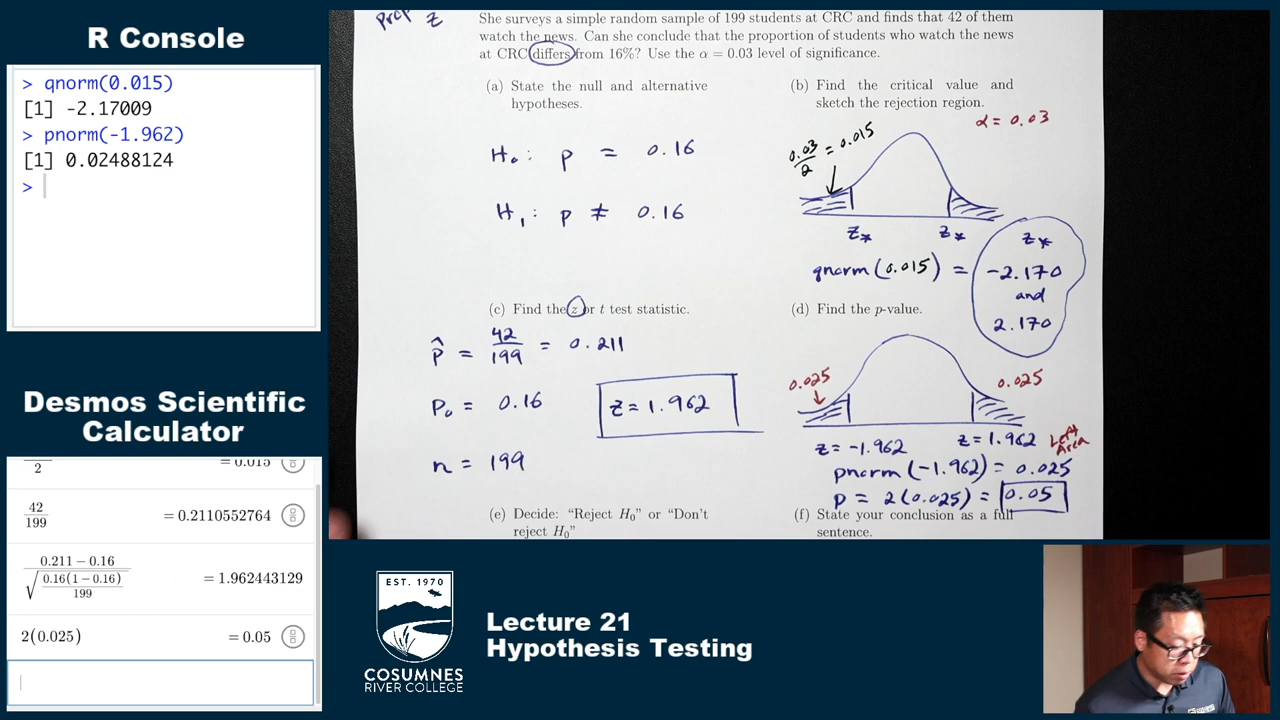 R Console
> qnorm(0.015)
[1] -2.17009
> pnorm(-1.962)
[1] 0.02488124
>
Desmos Scientific
Calculator
2 = 0.015
42
199 = 0.2110552764
0.211 − 0.16
√ 0.16(1 − 0.16)
199 = 1.962443129
2(0.025) = 0.05
prop z
She surveys a simple random sample of 199 students at CRC and finds that 42 of them
watch the news. Can she conclude that the proportion of students who watch the news
at CRC differs from 16%? Use the α = 0.03 level of significance.
(a) State the null and alternative
hypotheses.
H₀: p = 0.16
H₁: p ≠ 0.16
(b) Find the critical value and
sketch the rejection region.
α = 0.03
0.03
2 = 0.015
z* z*
qnorm(0.015) =
z*
-2.170
and
2.170
(c) Find the z or t test statistic.
p̂ = 42/199 = 0.211
P₀ = 0.16
z = 1.962
n = 199
(d) Find the p-value.
0.025 0.025
z = -1.962 z = 1.962
Left
Area
pnorm(-1.962) = 0.025
p = 2(0.025) = 0.05
(e) Decide: "Reject H₀" or "Don't
reject H₀"
(f) State your conclusion as a full
sentence.
EST. 1970
COSUMNES
RIVER COLLEGE
Lecture 21
Hypothesis Testing